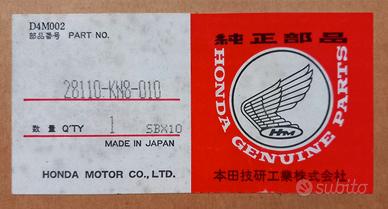 D4M002
部品番号 PART NO.
28110-KW8-010
数量 Q'TY 1 SBX10
MADE IN JAPAN
HONDA MOTOR CO., LTD.
純正部品
HONDA GENUINE PARTS
HM
本田技研工業株式会社
subito